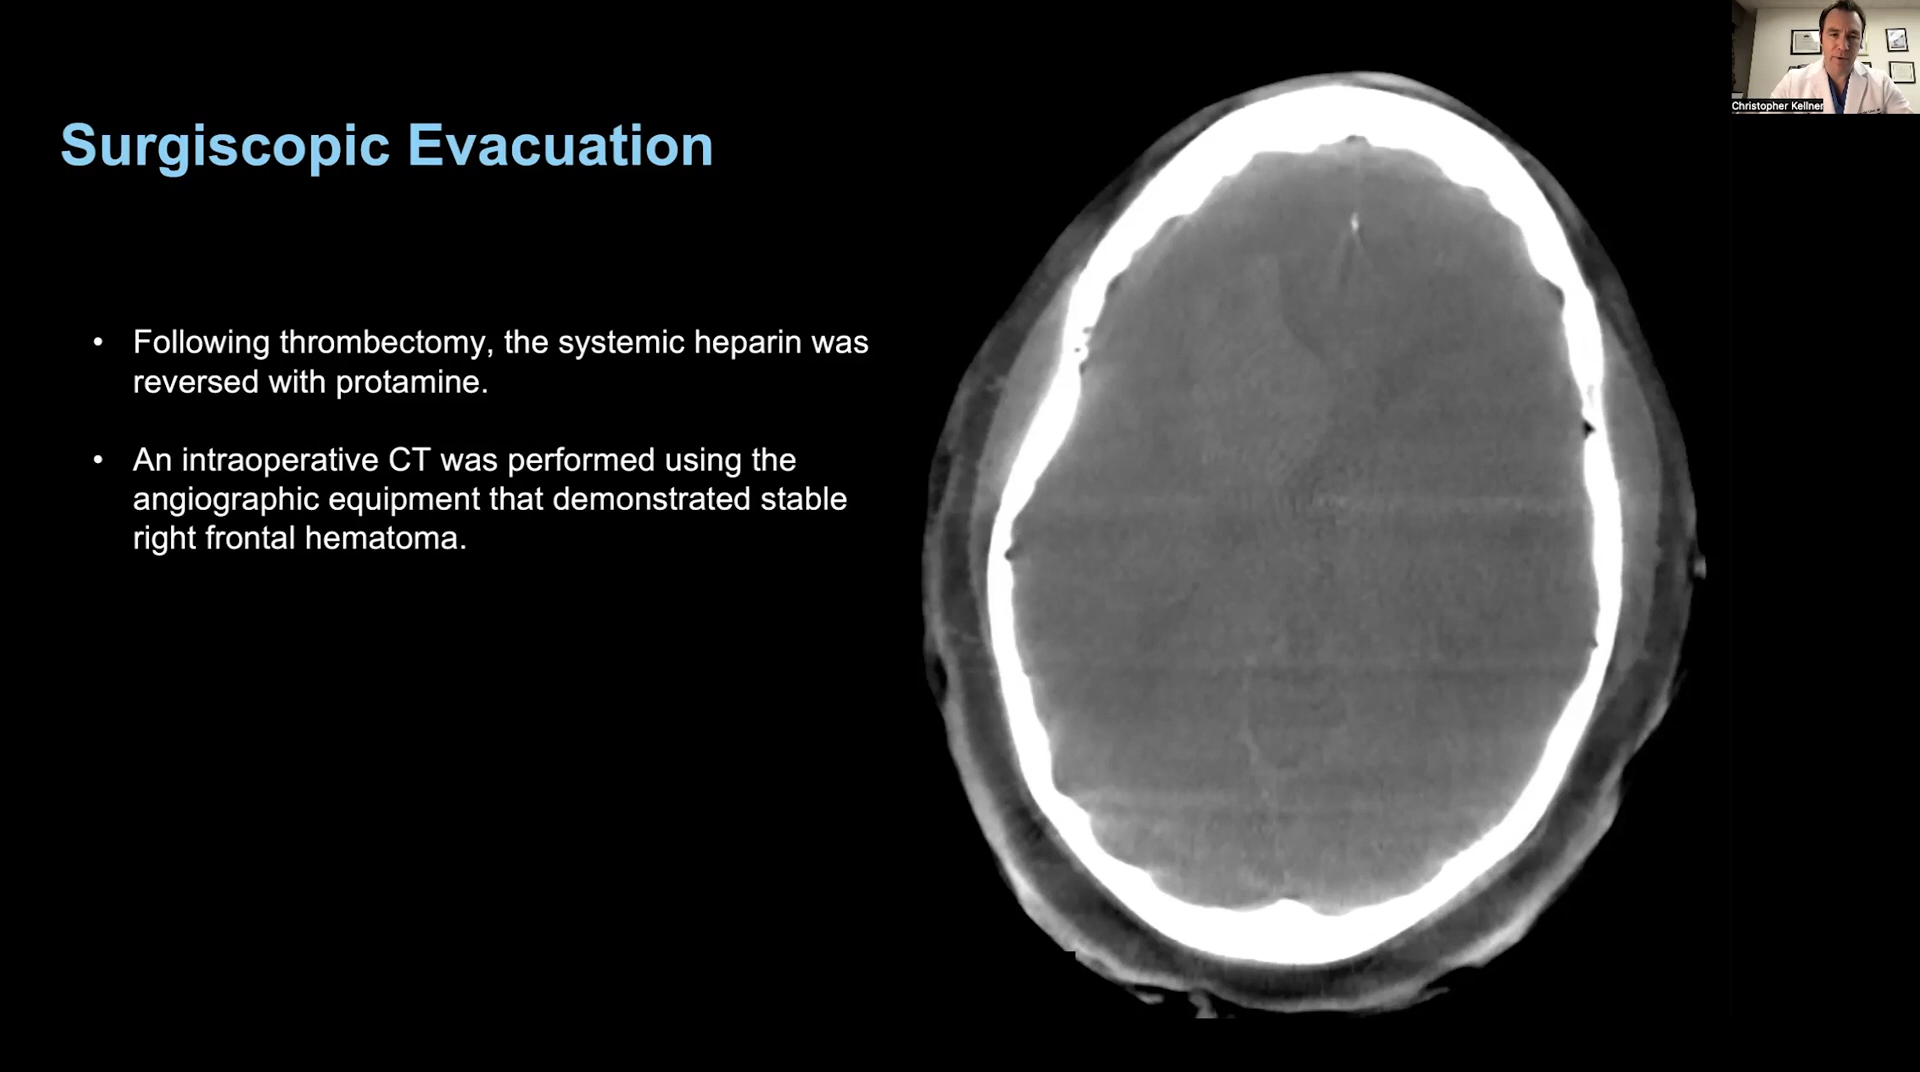 Christopher Kellner
Surgiscopic Evacuation
• Following thrombectomy, the systemic heparin was
reversed with protamine.
• An intraoperative CT was performed using the
angiographic equipment that demonstrated stable
right frontal hematoma.